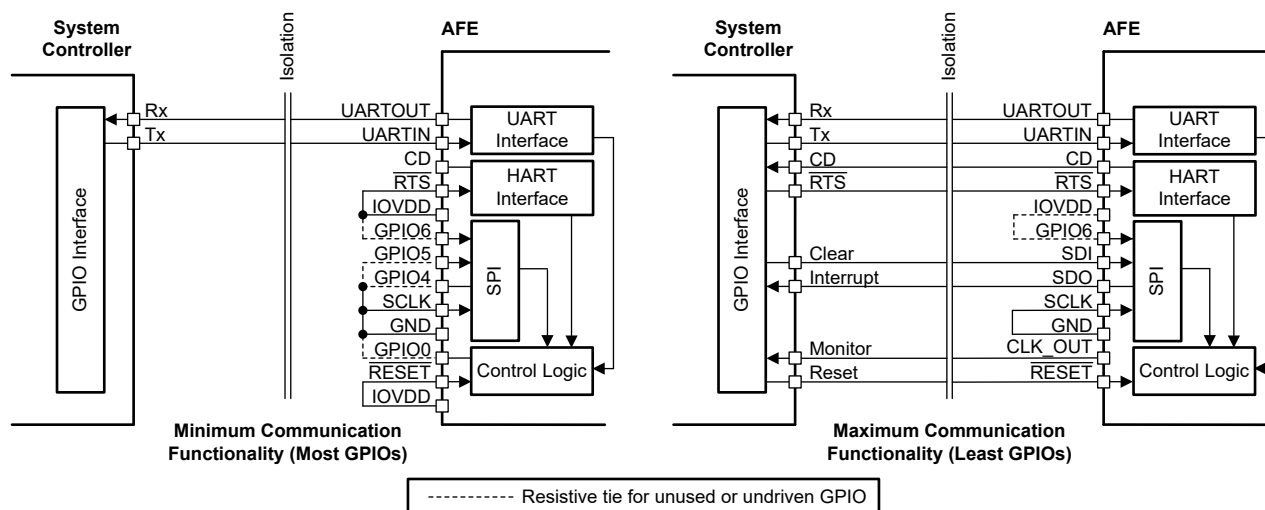 System
Controller
Isolation
AFE
GPIO Interface
Rx
Tx
UARTOUT
UARTIN
CD
RTS
IOVDD
GPIO6
GPIO5
GPIO4
SCLK
GND
GPIO0
RESET
IOVDD
UART
Interface
HART
Interface
SPI
Control Logic
Minimum Communication
Functionality (Most GPIOs)
System
Controller
Isolation
AFE
GPIO Interface
Rx
Tx
CD
RTS
Clear
Interrupt
Monitor
Reset
UARTOUT
UARTIN
CD
RTS
IOVDD
GPIO6
SDI
SDO
SCLK
GND
CLK_OUT
RESET
UART
Interface
HART
Interface
SPI
Control Logic
Maximum Communication
Functionality (Least GPIOs)
Resistive tie for unused or undriven GPIO